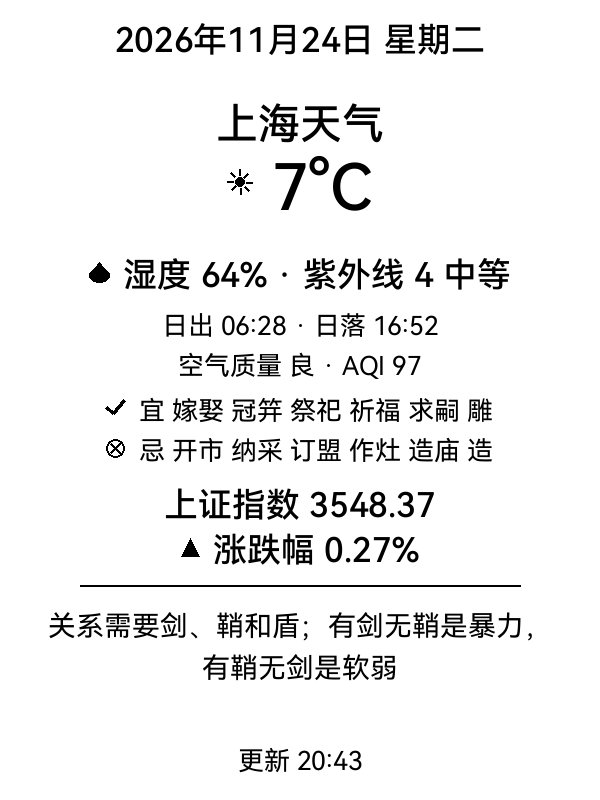 2026年11月24日 星期二
上海天气
7°C
湿度 64% · 紫外线 4 中等
日出 06:28 · 日落 16:52
空气质量 良 · AQI 97
宜 嫁娶 冠笄 祭祀 祈福 求嗣 雕
忌 开市 纳采 订盟 作灶 造庙 造
上证指数 3548.37
▲ 涨跌幅 0.27%
关系需要剑、鞘和盾；有剑无鞘是暴力，
有鞘无剑是软弱
更新 20:43